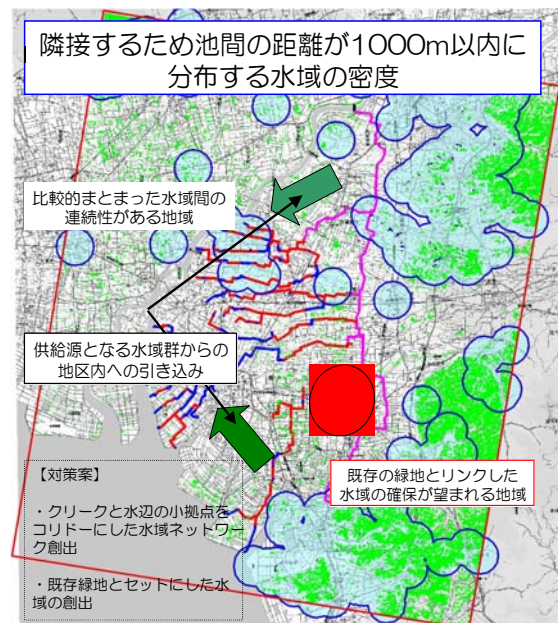 隣接するため池間の距離が1000m以内に
分布する水域の密度
比較的まとまった水域間の
連続性がある地域
供給源となる水域群からの
地区内への引き込み
【対策案】
・クリークと水辺の小拠点を
コリドーにした水域ネットワー
ク創出
・既存緑地とセットにした水
域の創出
既存の緑地とリンクした
水域の確保が望まれる地域